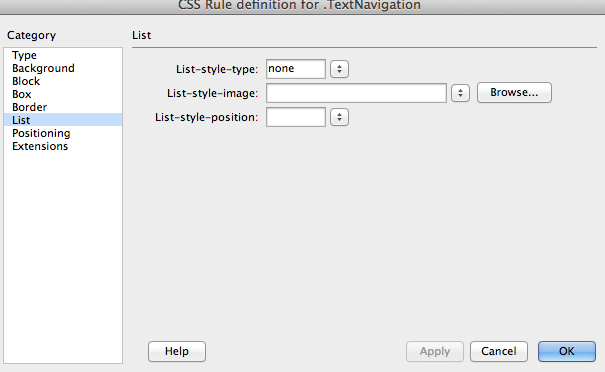 CSS Rule definition for .TextNavigation
Category
List
Type
Background
Block
Box
Border
List
Positioning
Extensions
List-style-type: none
List-style-image: Browse...
List-style-position:
Help Apply Cancel OK